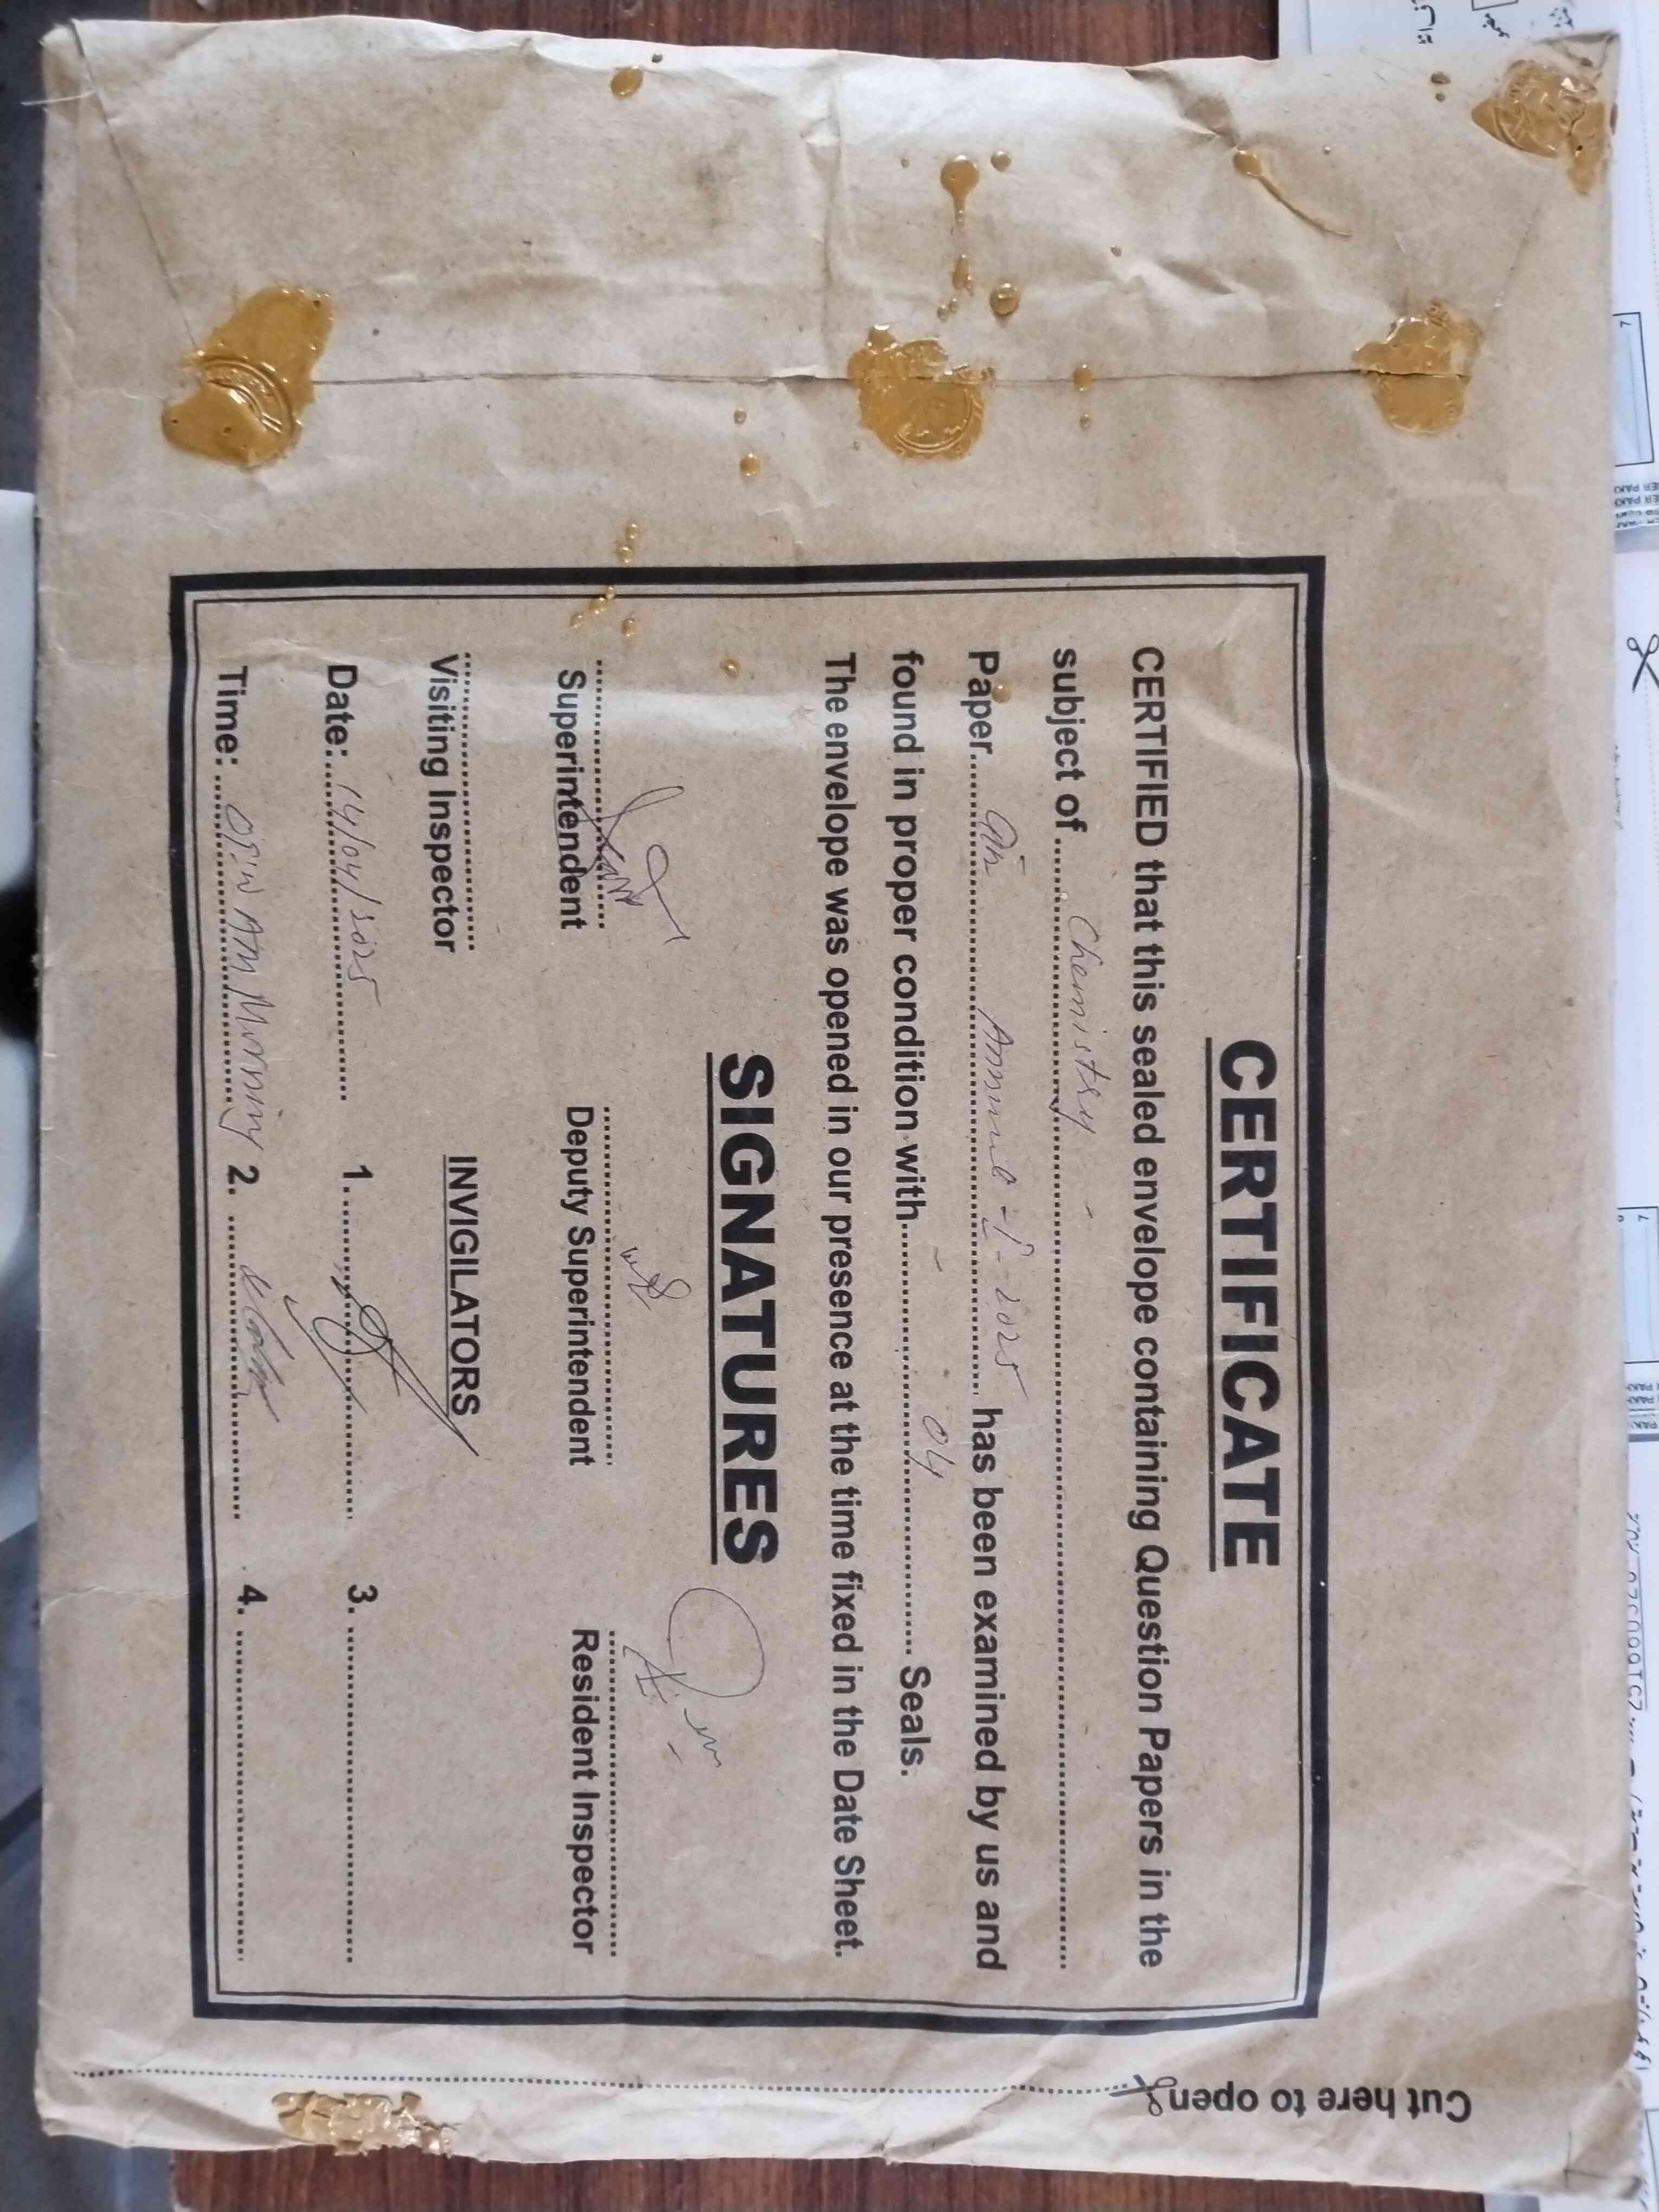 CERTIFICATE
CERTIFIED that this sealed envelope containing Question Papers in the
subject of Chemistry
Paper 9th Annual - I - 2025 has been examined by us and
found in proper condition with 04 Seals.
The envelope was opened in our presence at the time fixed in the Date Sheet.
SIGNATURES
Superintendent Deputy Superintendent Resident Inspector
Visiting Inspector INVIGILATORS
Date: 14/04/2025 1. 3.
Time: AM Morning 2. 4.
Cut here to open